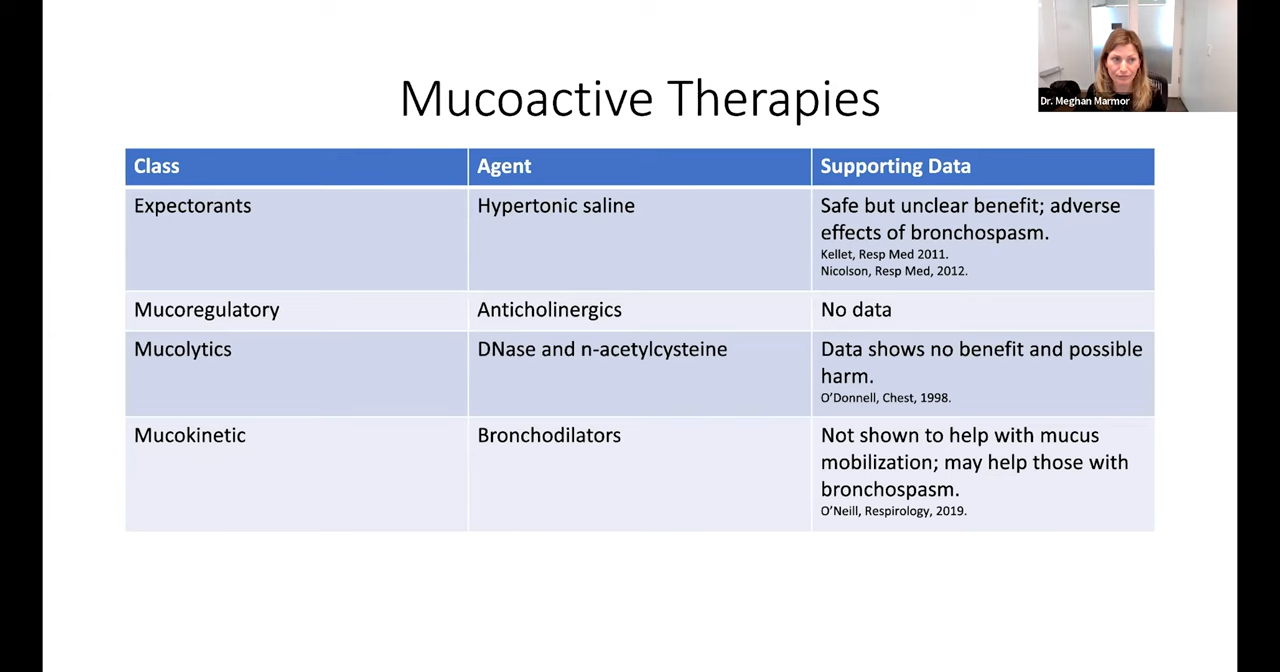 Dr. Meghan Marmor
Mucoactive Therapies
Class Agent Supporting Data
Expectorants Hypertonic saline Safe but unclear benefit; adverse
effects of bronchospasm.
Kellet, Resp Med 2011.
Nicolson, Resp Med, 2012.
Mucoregulatory Anticholinergics No data
Mucolytics DNase and n-acetylcysteine Data shows no benefit and possible
harm.
O’Donnell, Chest, 1998.
Mucokinetic Bronchodilators Not shown to help with mucus
mobilization; may help those with
bronchospasm.
O’Neill, Respirology, 2019.